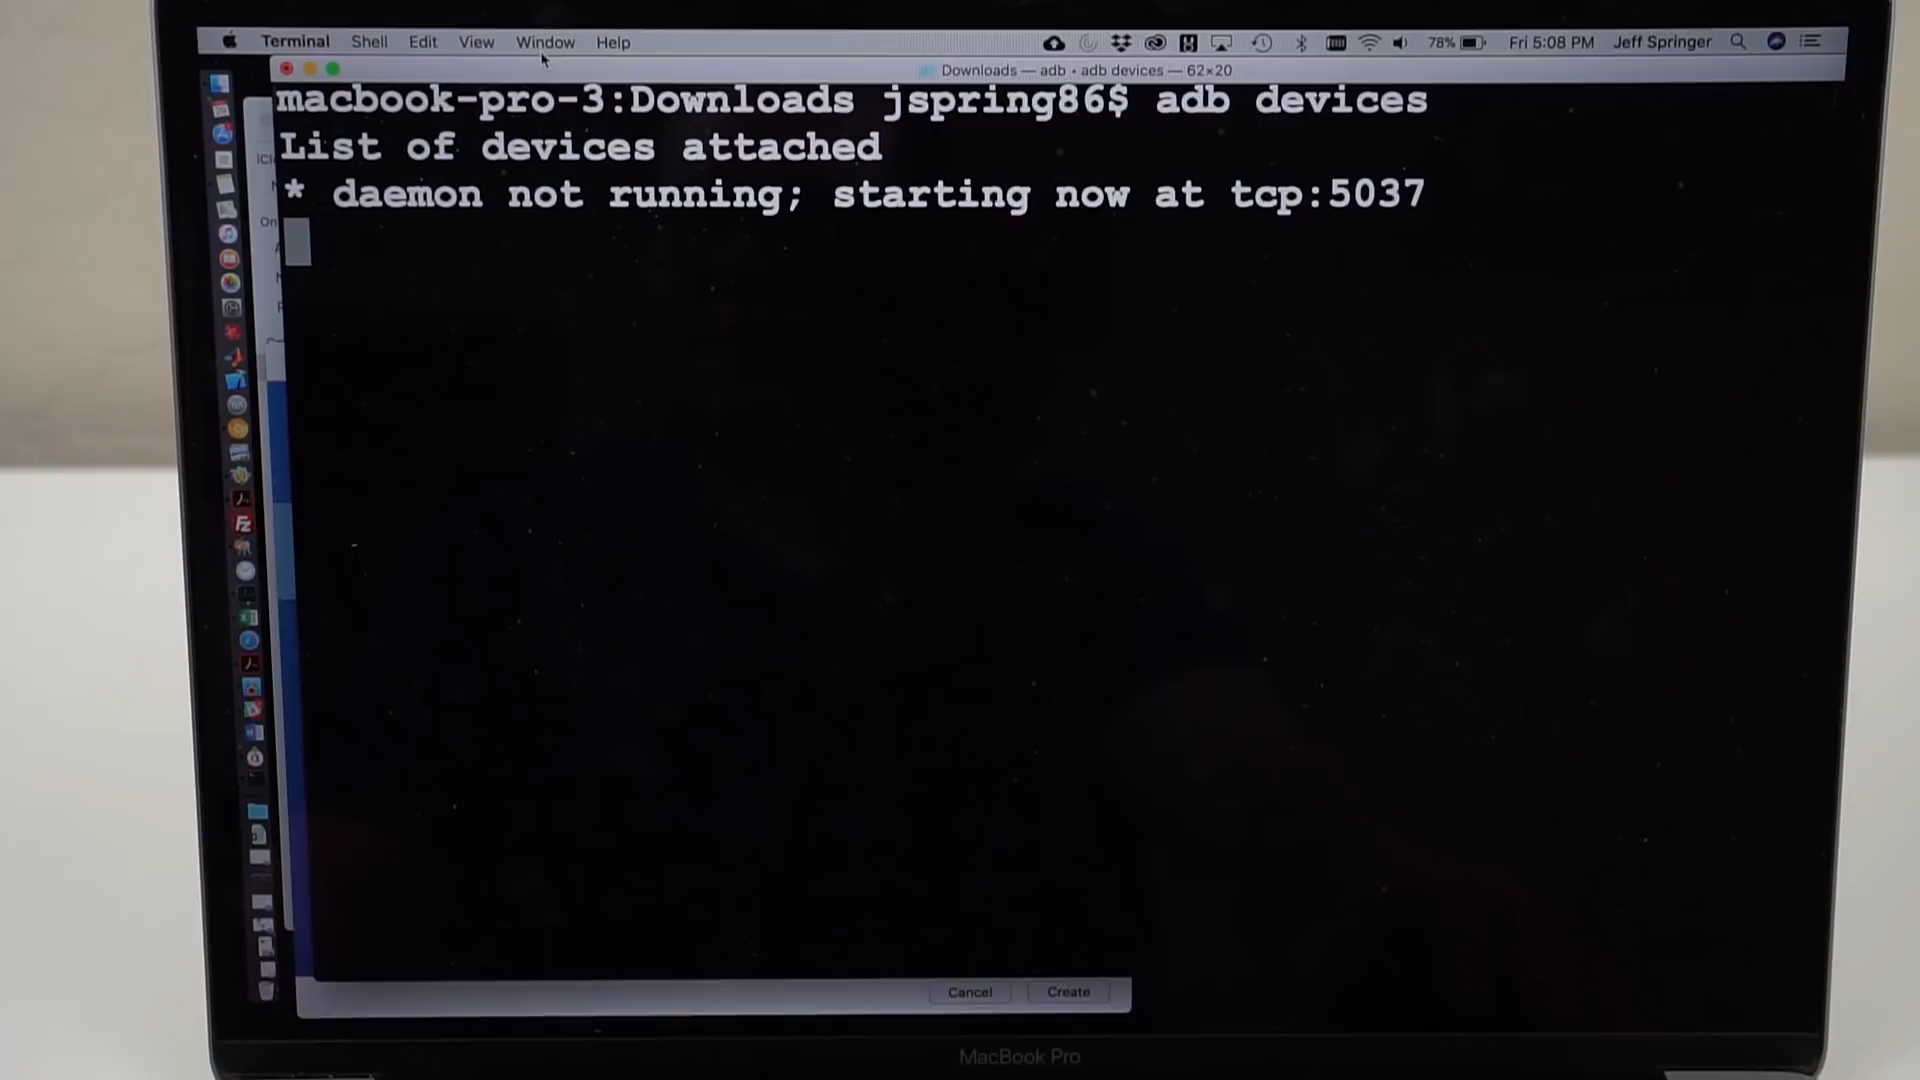 Terminal Shell Edit View Window Help 78% Fri 5:08 PM Jeff Springer
Downloads — adb • adb devices — 62×20
macbook-pro-3:Downloads jspring86$ adb devices
List of devices attached
* daemon not running; starting now at tcp:5037
Fz
Cancel Create
MacBook Pro